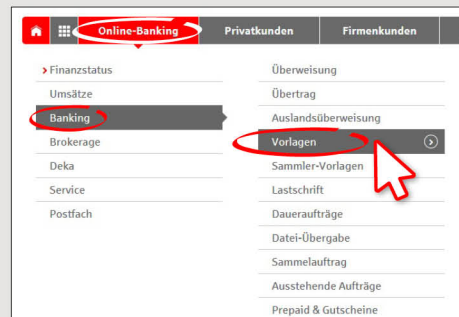 Online-Banking Privatkunden Firmenkunden
Finanzstatus
Umsätze
Banking
Brokerage
Deka
Service
Postfach
Überweisung
Übertrag
Auslandsüberweisung
Vorlagen
Sammler-Vorlagen
Lastschrift
Daueraufträge
Datei-Übergabe
Sammelauftrag
Ausstehende Aufträge
Prepaid & Gutscheine